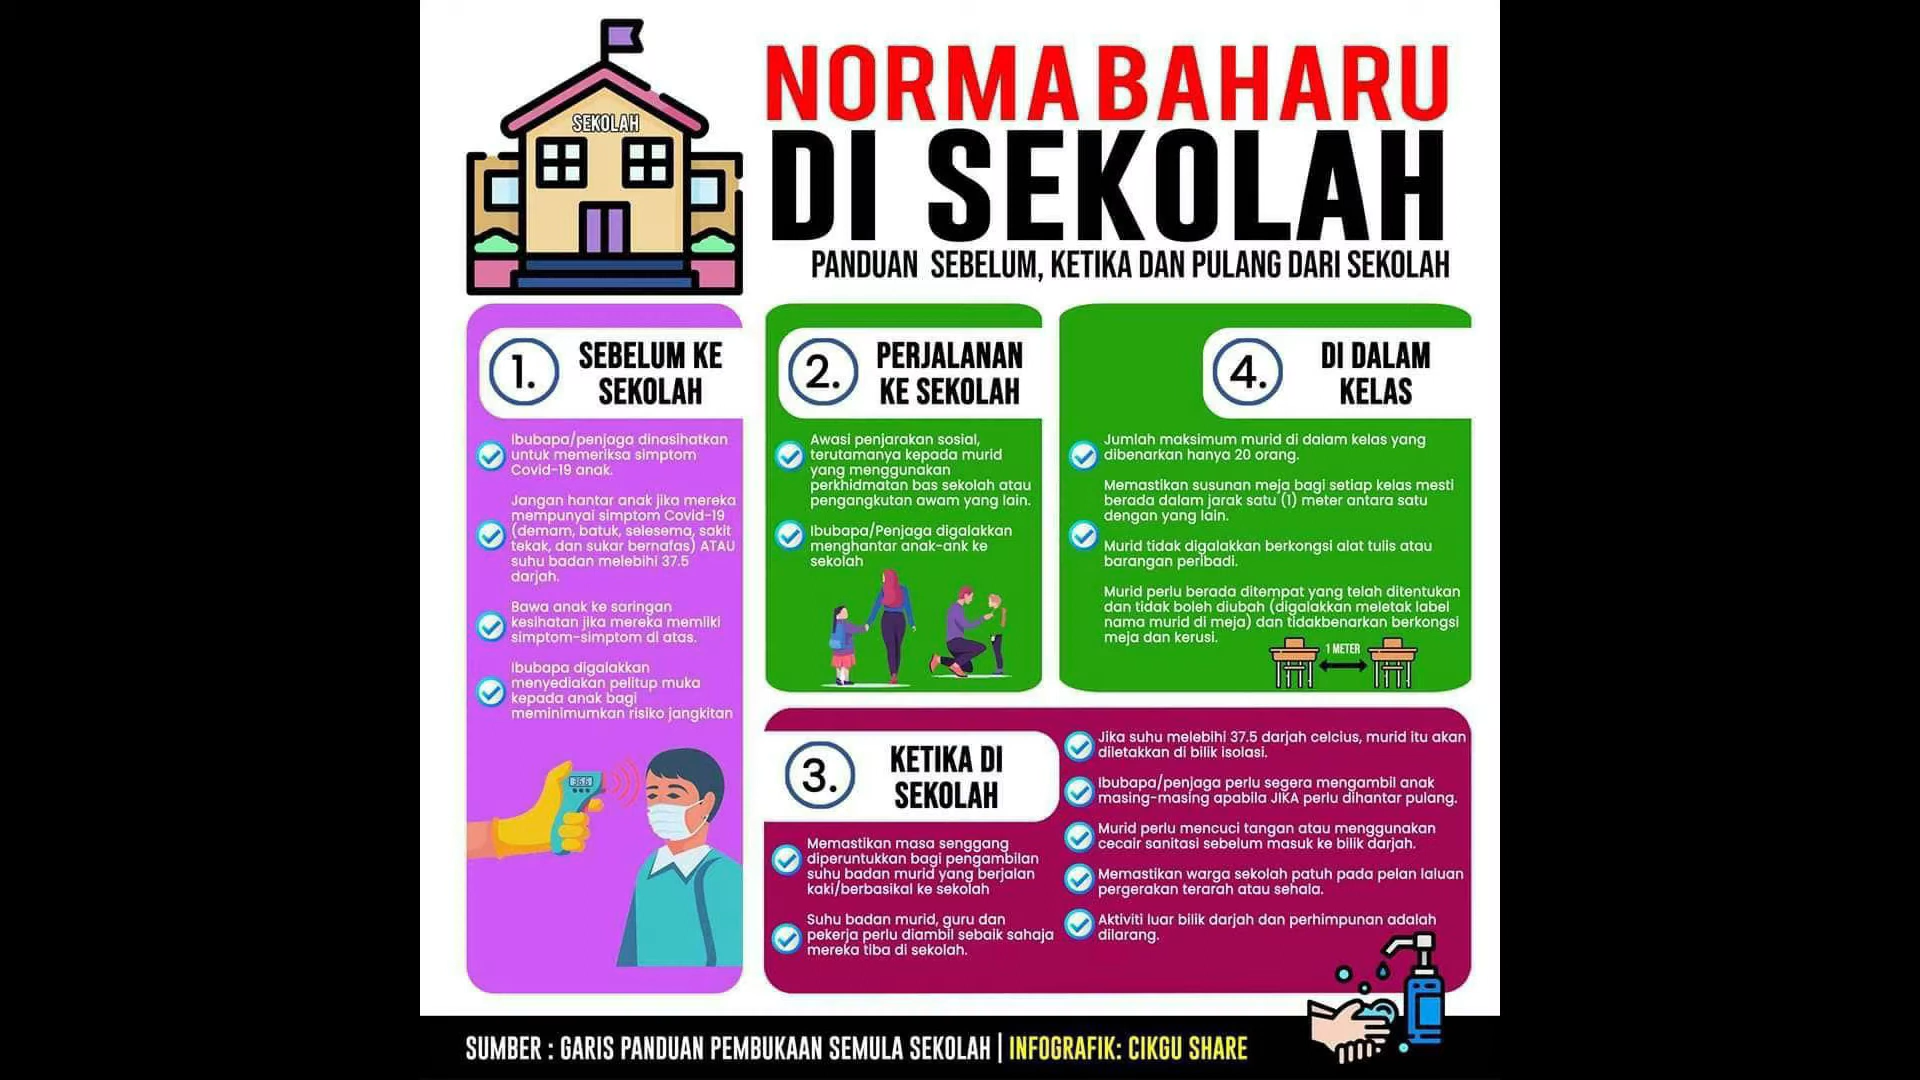 SEKOLAH
NORMA BAHARU
DI SEKOLAH
PANDUAN SEBELUM, KETIKA DAN PULANG DARI SEKOLAH
1.
SEBELUM KE
SEKOLAH
Ibubapa/penjaga dinasihatkan
untuk memeriksa simptom
Covid-19 anak.
Jangan hantar anak jika mereka
mempunyai simptom Covid-19
(demam, batuk, selesema, sakit
tekak, dan sukar bernafas) ATAU
suhu badan melebihi 37.5
darjah.
Bawa anak ke saringan
kesihatan jika mereka memiiki
simptom-simptom di atas.
Ibubapa digalakkan
menyediakan pelitup muka
kepada anak bagi
meminimumkan risiko jangkitan
36.5
2.
PERJALANAN
KE SEKOLAH
Awasi penjarakan sosial,
terutamanya kepada murid
yang menggunakan
perkhidmatan bas sekolah atau
pengangkutan awam yang lain.
Ibubapa/Penjaga digalakkan
menghantar anak-ank ke
sekolah
4.
DI DALAM
KELAS
Jumlah maksimum murid di dalam kelas yang
dibenarkan hanya 20 orang.
Memastikan susunan meja bagi setiap kelas mesti
berada dalam jarak satu (1) meter antara satu
dengan yang lain.
Murid tidak digalakkan berkongsi alat tulis atau
barangan peribadi.
Murid perlu berada ditempat yang telah ditentukan
dan tidak boleh diubah (digalakkan meletak label
nama murid di meja) dan tidakbenarkan berkongsi
meja dan kerusi.
1 METER
3.
KETIKA DI
SEKOLAH
Memastikan masa senggang
diperuntukkan bagi pengambilan
suhu badan murid yang berjalan
kaki/berbasikal ke sekolah
Suhu badan murid, guru dan
pekerja perlu diambil sebaik sahaja
mereka tiba di sekolah.
Jika suhu melebihi 37.5 darjah celcius, murid itu akan
diletakkan di bilik isolasi.
Ibubapa/penjaga perlu segera mengambil anak
masing-masing apabila JIKA perlu dihantar pulang.
Murid perlu mencuci tangan atau menggunakan
cecair sanitasi sebelum masuk ke bilik darjah.
Memastikan warga sekolah patuh pada pelan laluan
pergerakan terarah atau sehala.
Aktiviti luar bilik darjah dan perhimpunan adalah
dilarang.
SUMBER : GARIS PANDUAN PEMBUKAAN SEMULA SEKOLAH | INFOGRAFIK: CIKGU SHARE